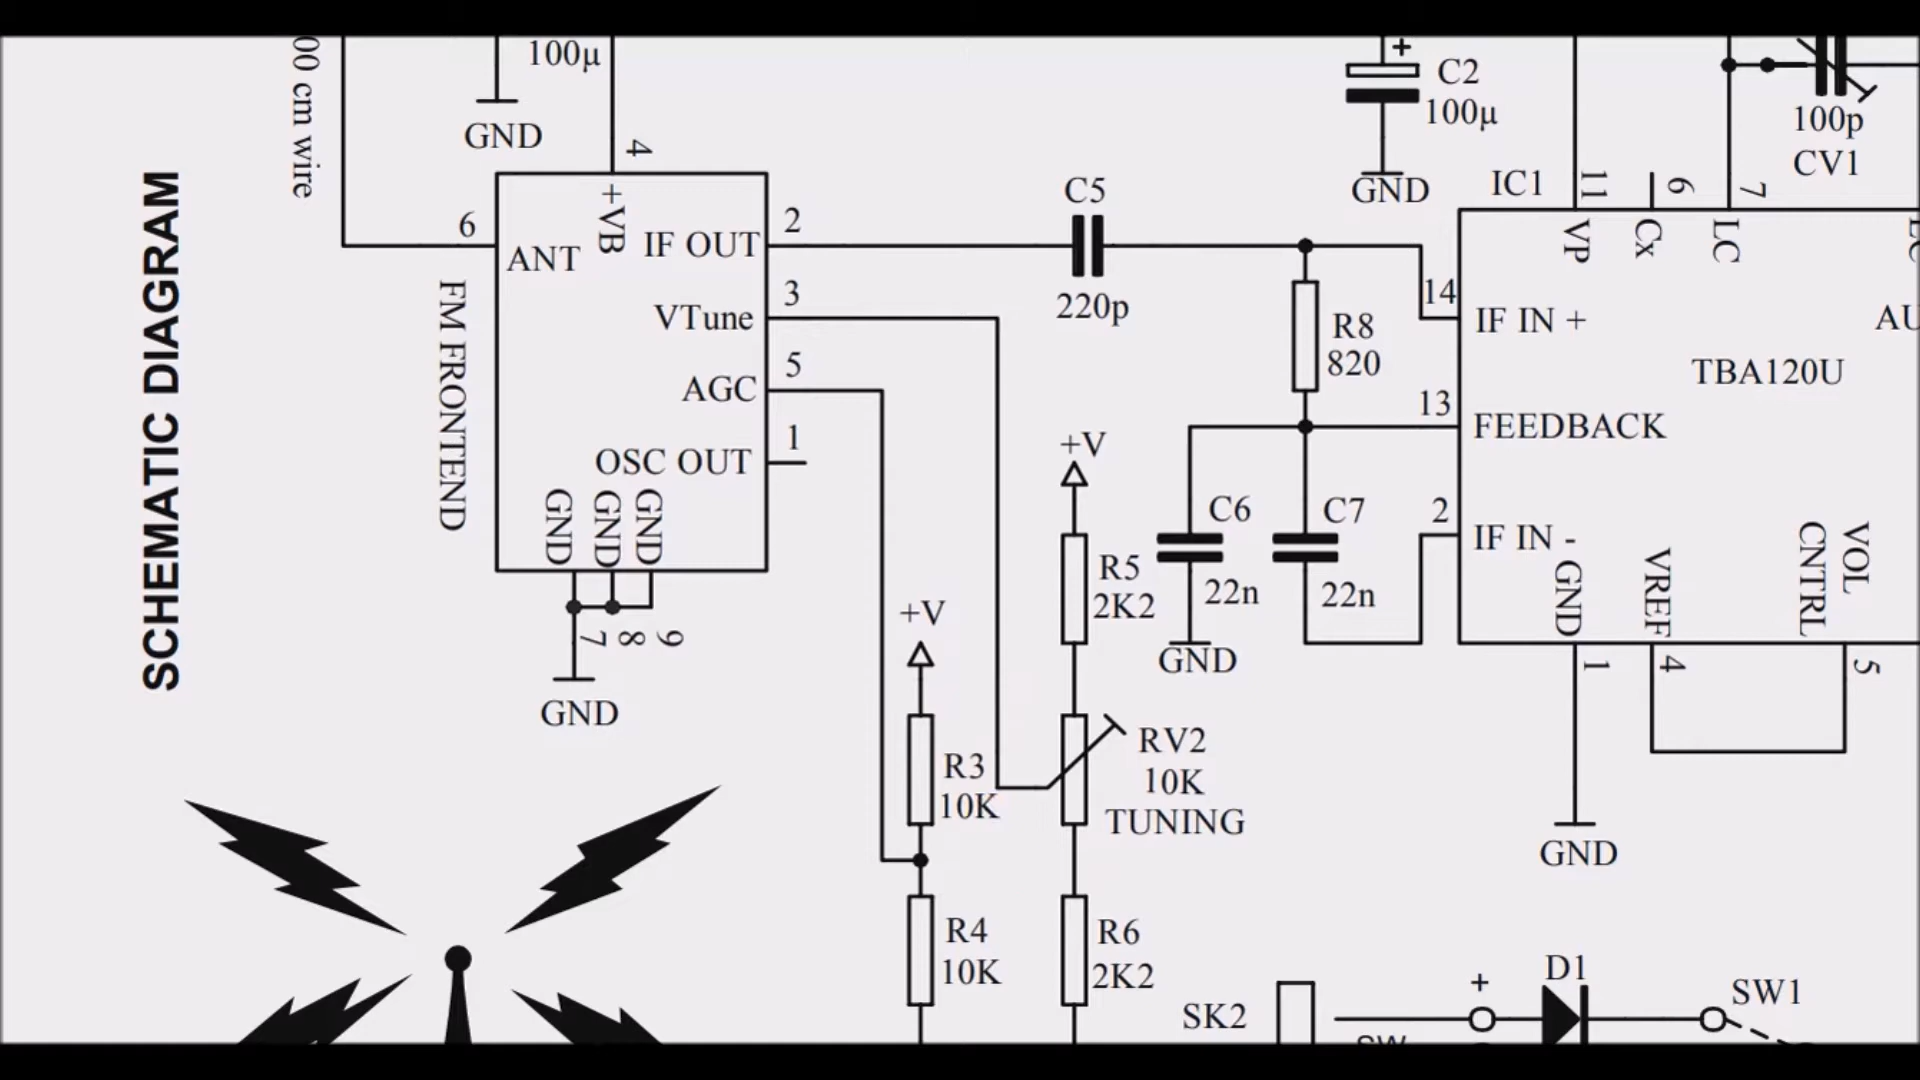 SCHEMATIC DIAGRAM
00 cm wire
100µ
GND
4
6
ANT
+VB
IF OUT
2
VTune
3
AGC
5
OSC OUT
1
GND
GND
GND
FM FRONTEND
7
8
9
GND
C5
220p
+
C2
100µ
GND
R8
820
IC1
11
6
7
100p
CV1
VP
Cx
LC
14
IF IN +
TBA120U
AU
13
FEEDBACK
2
IF IN -
GND
VREF
VOL
CNTRL
1
4
5
GND
+V
R5
2K2
C6
22n
GND
C7
22n
+V
R3
10K
RV2
10K
TUNING
R4
10K
R6
2K2
SK2
+
D1
SW1